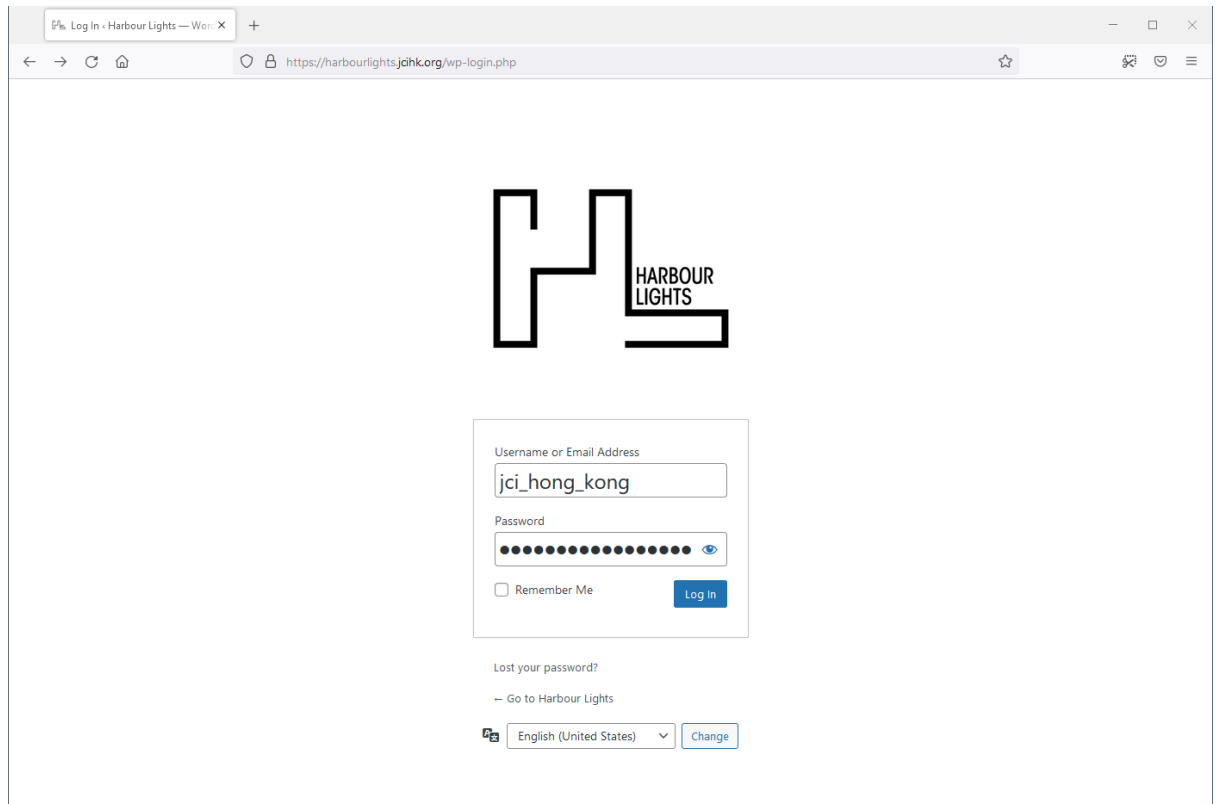 Log In ‹ Harbour Lights — Wor
https://harbourlights.jcihk.org/wp-login.php
HARBOUR
LIGHTS
Username or Email Address
jci_hong_kong
Password
●●●●●●●●●●●●●●●●●
Remember Me
Log In
Lost your password?
← Go to Harbour Lights
English (United States)
Change